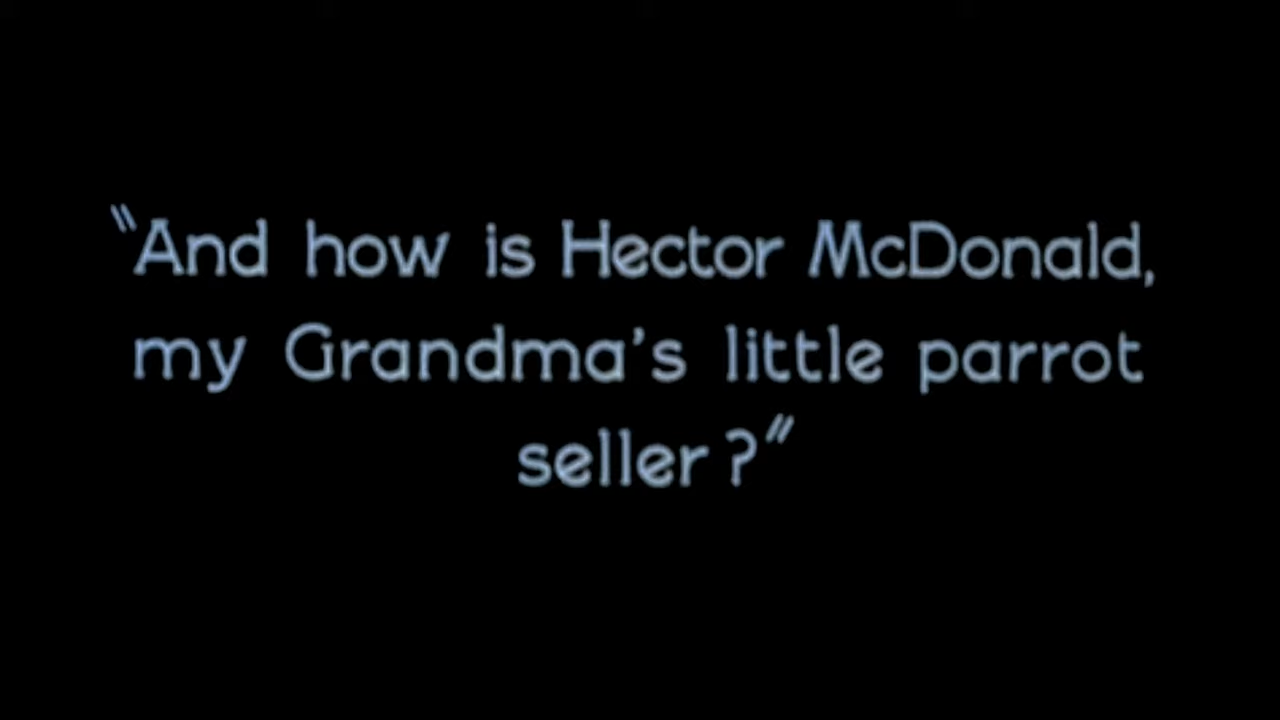 "And how is Hector McDonald,
my Grandma's little parrot
seller?"